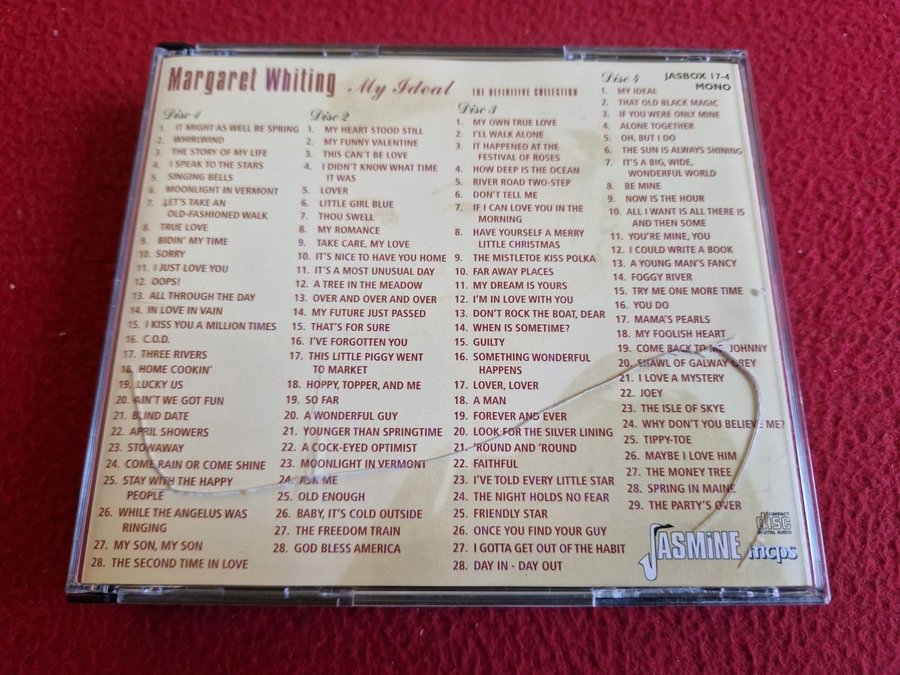 Margaret Whiting My Ideal THE DEFINITIVE COLLECTION
Disc 1
1. IT MIGHT AS WELL BE SPRING
2. WHIRLWIND
3. THE STORY OF MY LIFE
4. I SPEAK TO THE STARS
5. SINGING BELLS
6. MOONLIGHT IN VERMONT
7. LET'S TAKE AN
OLD-FASHIONED WALK
8. TRUE LOVE
9. BIDIN' MY TIME
10. SORRY
11. I JUST LOVE YOU
12. OOPS!
13. ALL THROUGH THE DAY
14. IN LOVE IN VAIN
15. I KISS YOU A MILLION TIMES
16. C.O.D.
17. THREE RIVERS
18. HOME COOKIN'
19. LUCKY US
20. AIN'T WE GOT FUN
21. BLIND DATE
22. APRIL SHOWERS
23. STOWAWAY
24. COME RAIN OR COME SHINE
25. STAY WITH THE HAPPY
PEOPLE
26. WHILE THE ANGELUS WAS
RINGING
27. MY SON, MY SON
28. THE SECOND TIME IN LOVE
Disc 2
1. MY HEART STOOD STILL
2. MY FUNNY VALENTINE
3. THIS CAN'T BE LOVE
4. I DIDN'T KNOW WHAT TIME
IT WAS
5. LOVER
6. LITTLE GIRL BLUE
7. THOU SWELL
8. MY ROMANCE
9. TAKE CARE, MY LOVE
10. IT'S NICE TO HAVE YOU HOME
11. IT'S A MOST UNUSUAL DAY
12. A TREE IN THE MEADOW
13. OVER AND OVER AND OVER
14. MY FUTURE JUST PASSED
15. THAT'S FOR SURE
16. I'VE FORGOTTEN YOU
17. THIS LITTLE PIGGY WENT
TO MARKET
18. HOPPY, TOPPER, AND ME
19. SO FAR
20. A WONDERFUL GUY
21. YOUNGER THAN SPRINGTIME
22. A COCK-EYED OPTIMIST
23. MOONLIGHT IN VERMONT
24. ASK ME
25. OLD ENOUGH
26. BABY, IT'S COLD OUTSIDE
27. THE FREEDOM TRAIN
28. GOD BLESS AMERICA
Disc 3
1. MY OWN TRUE LOVE
2. I'LL WALK ALONE
3. IT HAPPENED AT THE
FESTIVAL OF ROSES
4. HOW DEEP IS THE OCEAN
5. RIVER ROAD TWO-STEP
6. DON'T TELL ME
7. IF I CAN LOVE YOU IN THE
MORNING
8. HAVE YOURSELF A MERRY
LITTLE CHRISTMAS
9. THE MISTLETOE KISS POLKA
10. FAR AWAY PLACES
11. MY DREAM IS YOURS
12. I'M IN LOVE WITH YOU
13. DON'T ROCK THE BOAT, DEAR
14. WHEN IS SOMETIME?
15. GUILTY
16. SOMETHING WONDERFUL
HAPPENS
17. LOVER, LOVER
18. A MAN
19. FOREVER AND EVER
20. LOOK FOR THE SILVER LINING
21. 'ROUND AND 'ROUND
22. FAITHFUL
23. I'VE TOLD EVERY LITTLE STAR
24. THE NIGHT HOLDS NO FEAR
25. FRIENDLY STAR
26. ONCE YOU FIND YOUR GUY
27. I GOTTA GET OUT OF THE HABIT
28. DAY IN - DAY OUT
Disc 4
JASBOX 17-4
MONO
1. MY IDEAL
2. THAT OLD BLACK MAGIC
3. IF YOU WERE ONLY MINE
4. ALONE TOGETHER
5. OH, BUT I DO
6. THE SUN IS ALWAYS SHINING
7. IT'S A BIG, WIDE,
WONDERFUL WORLD
8. BE MINE
9. NOW IS THE HOUR
10. ALL I WANT IS ALL THERE IS
AND THEN SOME
11. YOU'RE MINE, YOU
12. I COULD WRITE A BOOK
13. A YOUNG MAN'S FANCY
14. FOGGY RIVER
15. TRY ME ONE MORE TIME
16. YOU DO
17. MAMA'S PEARLS
18. MY FOOLISH HEART
19. COME BACK TO ME, JOHNNY
20. SHAWL OF GALWAY GREY
21. I LOVE A MYSTERY
22. JOEY
23. THE ISLE OF SKYE
24. WHY DON'T YOU BELIEVE ME?
25. TIPPY-TOE
26. MAYBE I LOVE HIM
27. THE MONEY TREE
28. SPRING IN MAINE
29. THE PARTY'S OVER
JASMiNE
COMPACT
disc
DIGITAL AUDIO
mcps